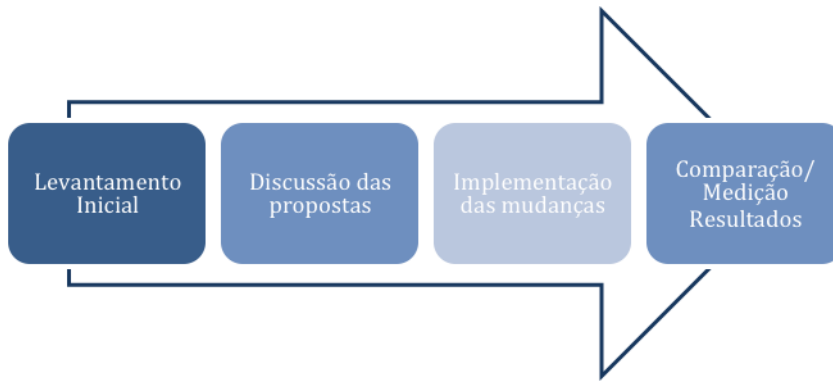 Levantamento
Inicial
Discussão das
propostas
Implementação
das mudanças
Comparação/
Medição
Resultados